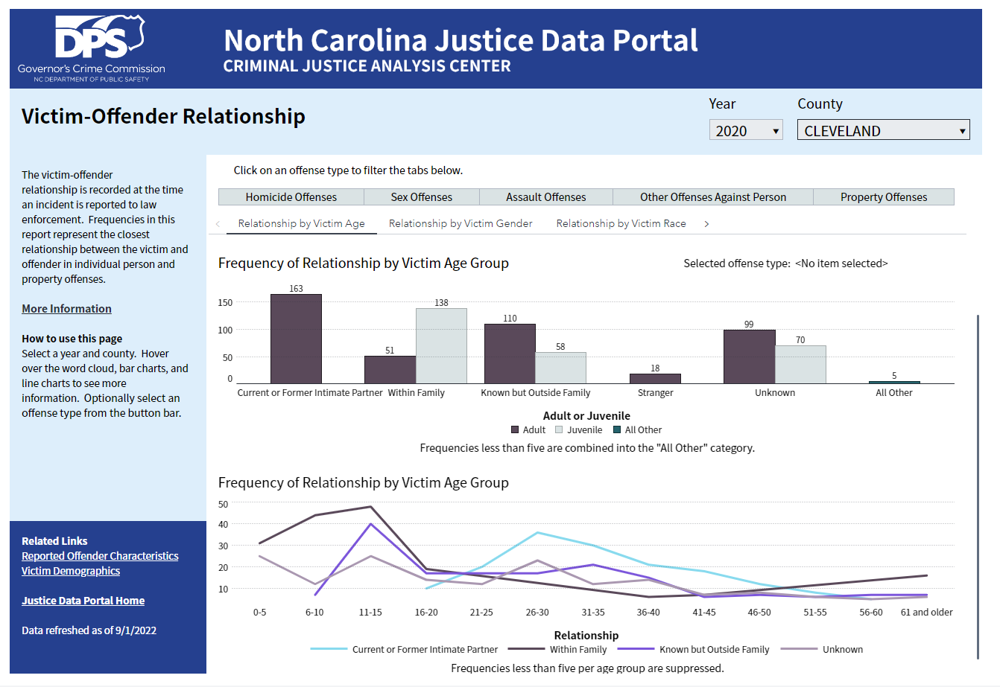 DPS
Governor's Crime Commission
NC DEPARTMENT OF PUBLIC SAFETY
North Carolina Justice Data Portal
CRIMINAL JUSTICE ANALYSIS CENTER
Victim-Offender Relationship
Year
County
2020
CLEVELAND
The victim-offender
relationship is recorded at the time
an incident is reported to law
enforcement. Frequencies in this
report represent the closest
relationship between the victim and
offender in individual person and
property offenses.
More Information
How to use this page
Select a year and county. Hover
over the word cloud, bar charts, and
line charts to see more
information. Optionally select an
offense type from the button bar.
Related Links
Reported Offender Characteristics
Victim Demographics
Justice Data Portal Home
Data refreshed as of 9/1/2022
Click on an offense type to filter the tabs below.
Homicide Offenses Sex Offenses Assault Offenses Other Offenses Against Person Property Offenses
Relationship by Victim Age Relationship by Victim Gender Relationship by Victim Race
Frequency of Relationship by Victim Age Group
Selected offense type: <No item selected>
150
100
50
0
163
51
138
110
58
18
99
70
5
Current or Former Intimate Partner Within Family Known but Outside Family Stranger Unknown All Other
Adult or Juvenile
Adult Juvenile All Other
Frequencies less than five are combined into the "All Other" category.
Frequency of Relationship by Victim Age Group
50
40
30
20
10
0-5 6-10 11-15 16-20 21-25 26-30 31-35 36-40 41-45 46-50 51-55 56-60 61 and older
Relationship
Current or Former Intimate Partner Within Family Known but Outside Family Unknown
Frequencies less than five per age group are suppressed.